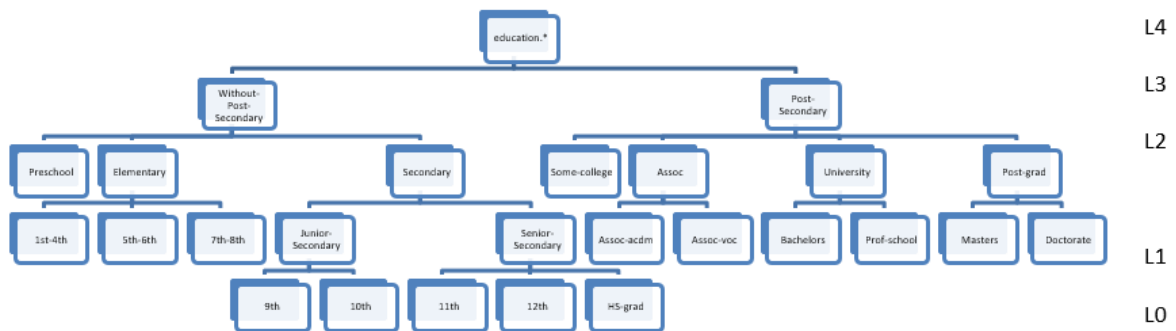 education.*
L4
Without-
Post-
Secondary
Post-
Secondary
L3
Preschool
Elementary
Secondary
Some-college
Assoc
University
Post-grad
L2
1st-4th
5th-6th
7th-8th
Junior-
Secondary
Senior-
Secondary
Assoc-acdm
Assoc-voc
Bachelors
Prof-school
Masters
Doctorate
L1
9th
10th
11th
12th
HS-grad
L0